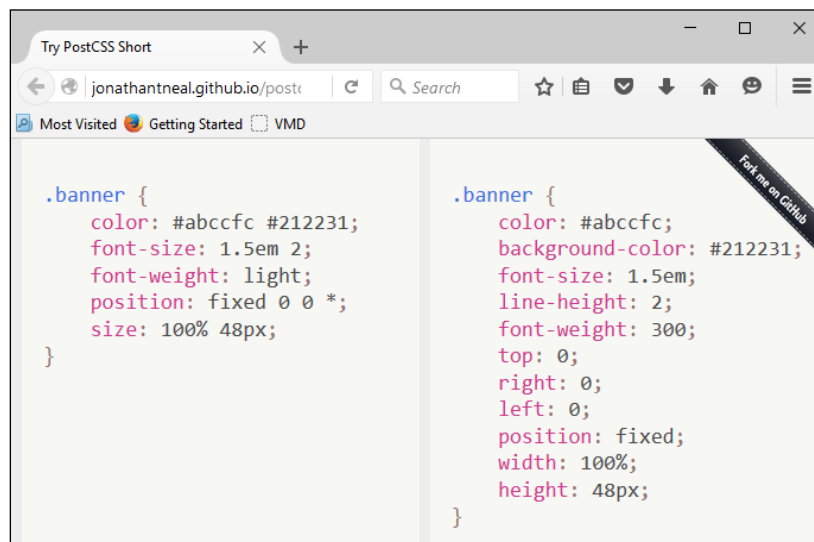 Try PostCSS Short
jonathantneal.github.io/postc
Search
Most Visited Getting Started VMD
Fork me on GitHub
.banner {
color: #abccfc #212231;
font-size: 1.5em 2;
font-weight: light;
position: fixed 0 0 *;
size: 100% 48px;
}
.banner {
color: #abccfc;
background-color: #212231;
font-size: 1.5em;
line-height: 2;
font-weight: 300;
top: 0;
right: 0;
left: 0;
position: fixed;
width: 100%;
height: 48px;
}